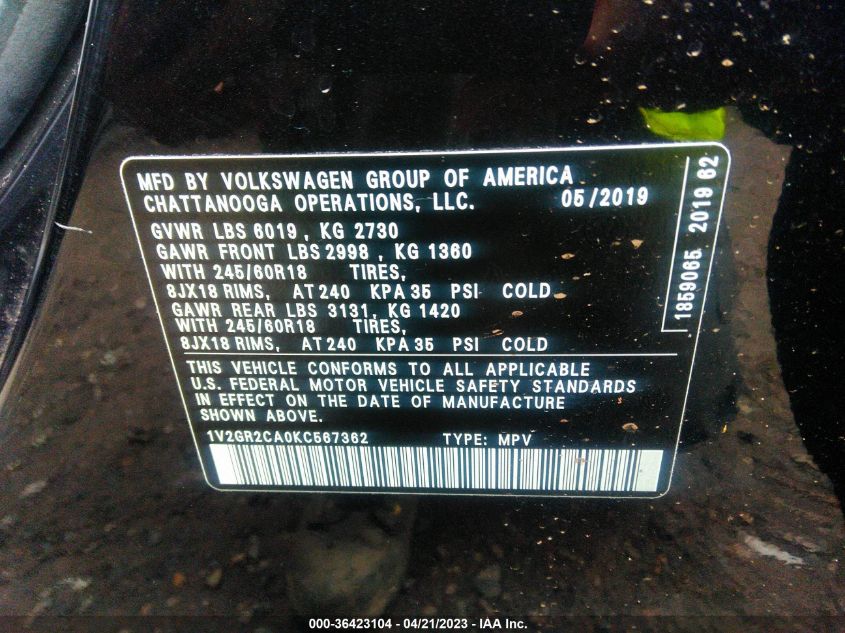 MFD BY VOLKSWAGEN GROUP OF AMERICA
CHATTANOOGA OPERATIONS, LLC. 05/2019
GVWR LBS 6019, KG 2730
GAWR FRONT LBS 2998, KG 1360
WITH 245/60R18 TIRES,
8JX18 RIMS, AT 240 KPA 35 PSI COLD
GAWR REAR LBS 3131, KG 1420
WITH 245/60R18 TIRES,
8JX18 RIMS, AT 240 KPA 35 PSI COLD
THIS VEHICLE CONFORMS TO ALL APPLICABLE
U.S. FEDERAL MOTOR VEHICLE SAFETY STANDARDS
IN EFFECT ON THE DATE OF MANUFACTURE
SHOWN ABOVE.
1V2GR2CA0KC567362 TYPE: MPV
1859065 2019 62
000-36423104 - 04/21/2023 - IAA Inc.